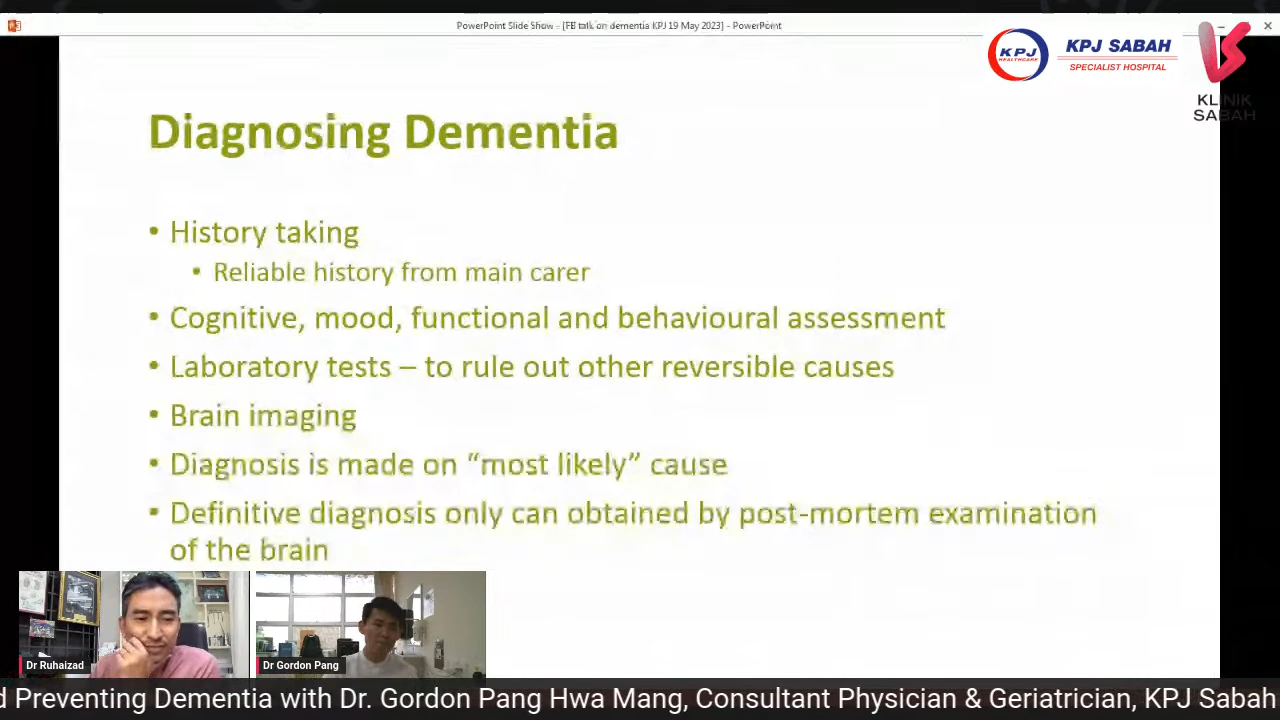 PowerPoint Slide Show - [FB talk on dementia KPJ 19 May 2023] - PowerPoint
KPJ
HEALTHCARE
KPJ SABAH
SPECIALIST HOSPITAL
KLINIK
SABAH
Diagnosing Dementia
• History taking
• Reliable history from main carer
• Cognitive, mood, functional and behavioural assessment
• Laboratory tests – to rule out other reversible causes
• Brain imaging
• Diagnosis is made on “most likely” cause
• Definitive diagnosis only can obtained by post-mortem examination
of the brain
Dr Ruhaizad
Dr Gordon Pang
Preventing Dementia with Dr. Gordon Pang Hwa Mang, Consultant Physician & Geriatrician, KPJ Sabah